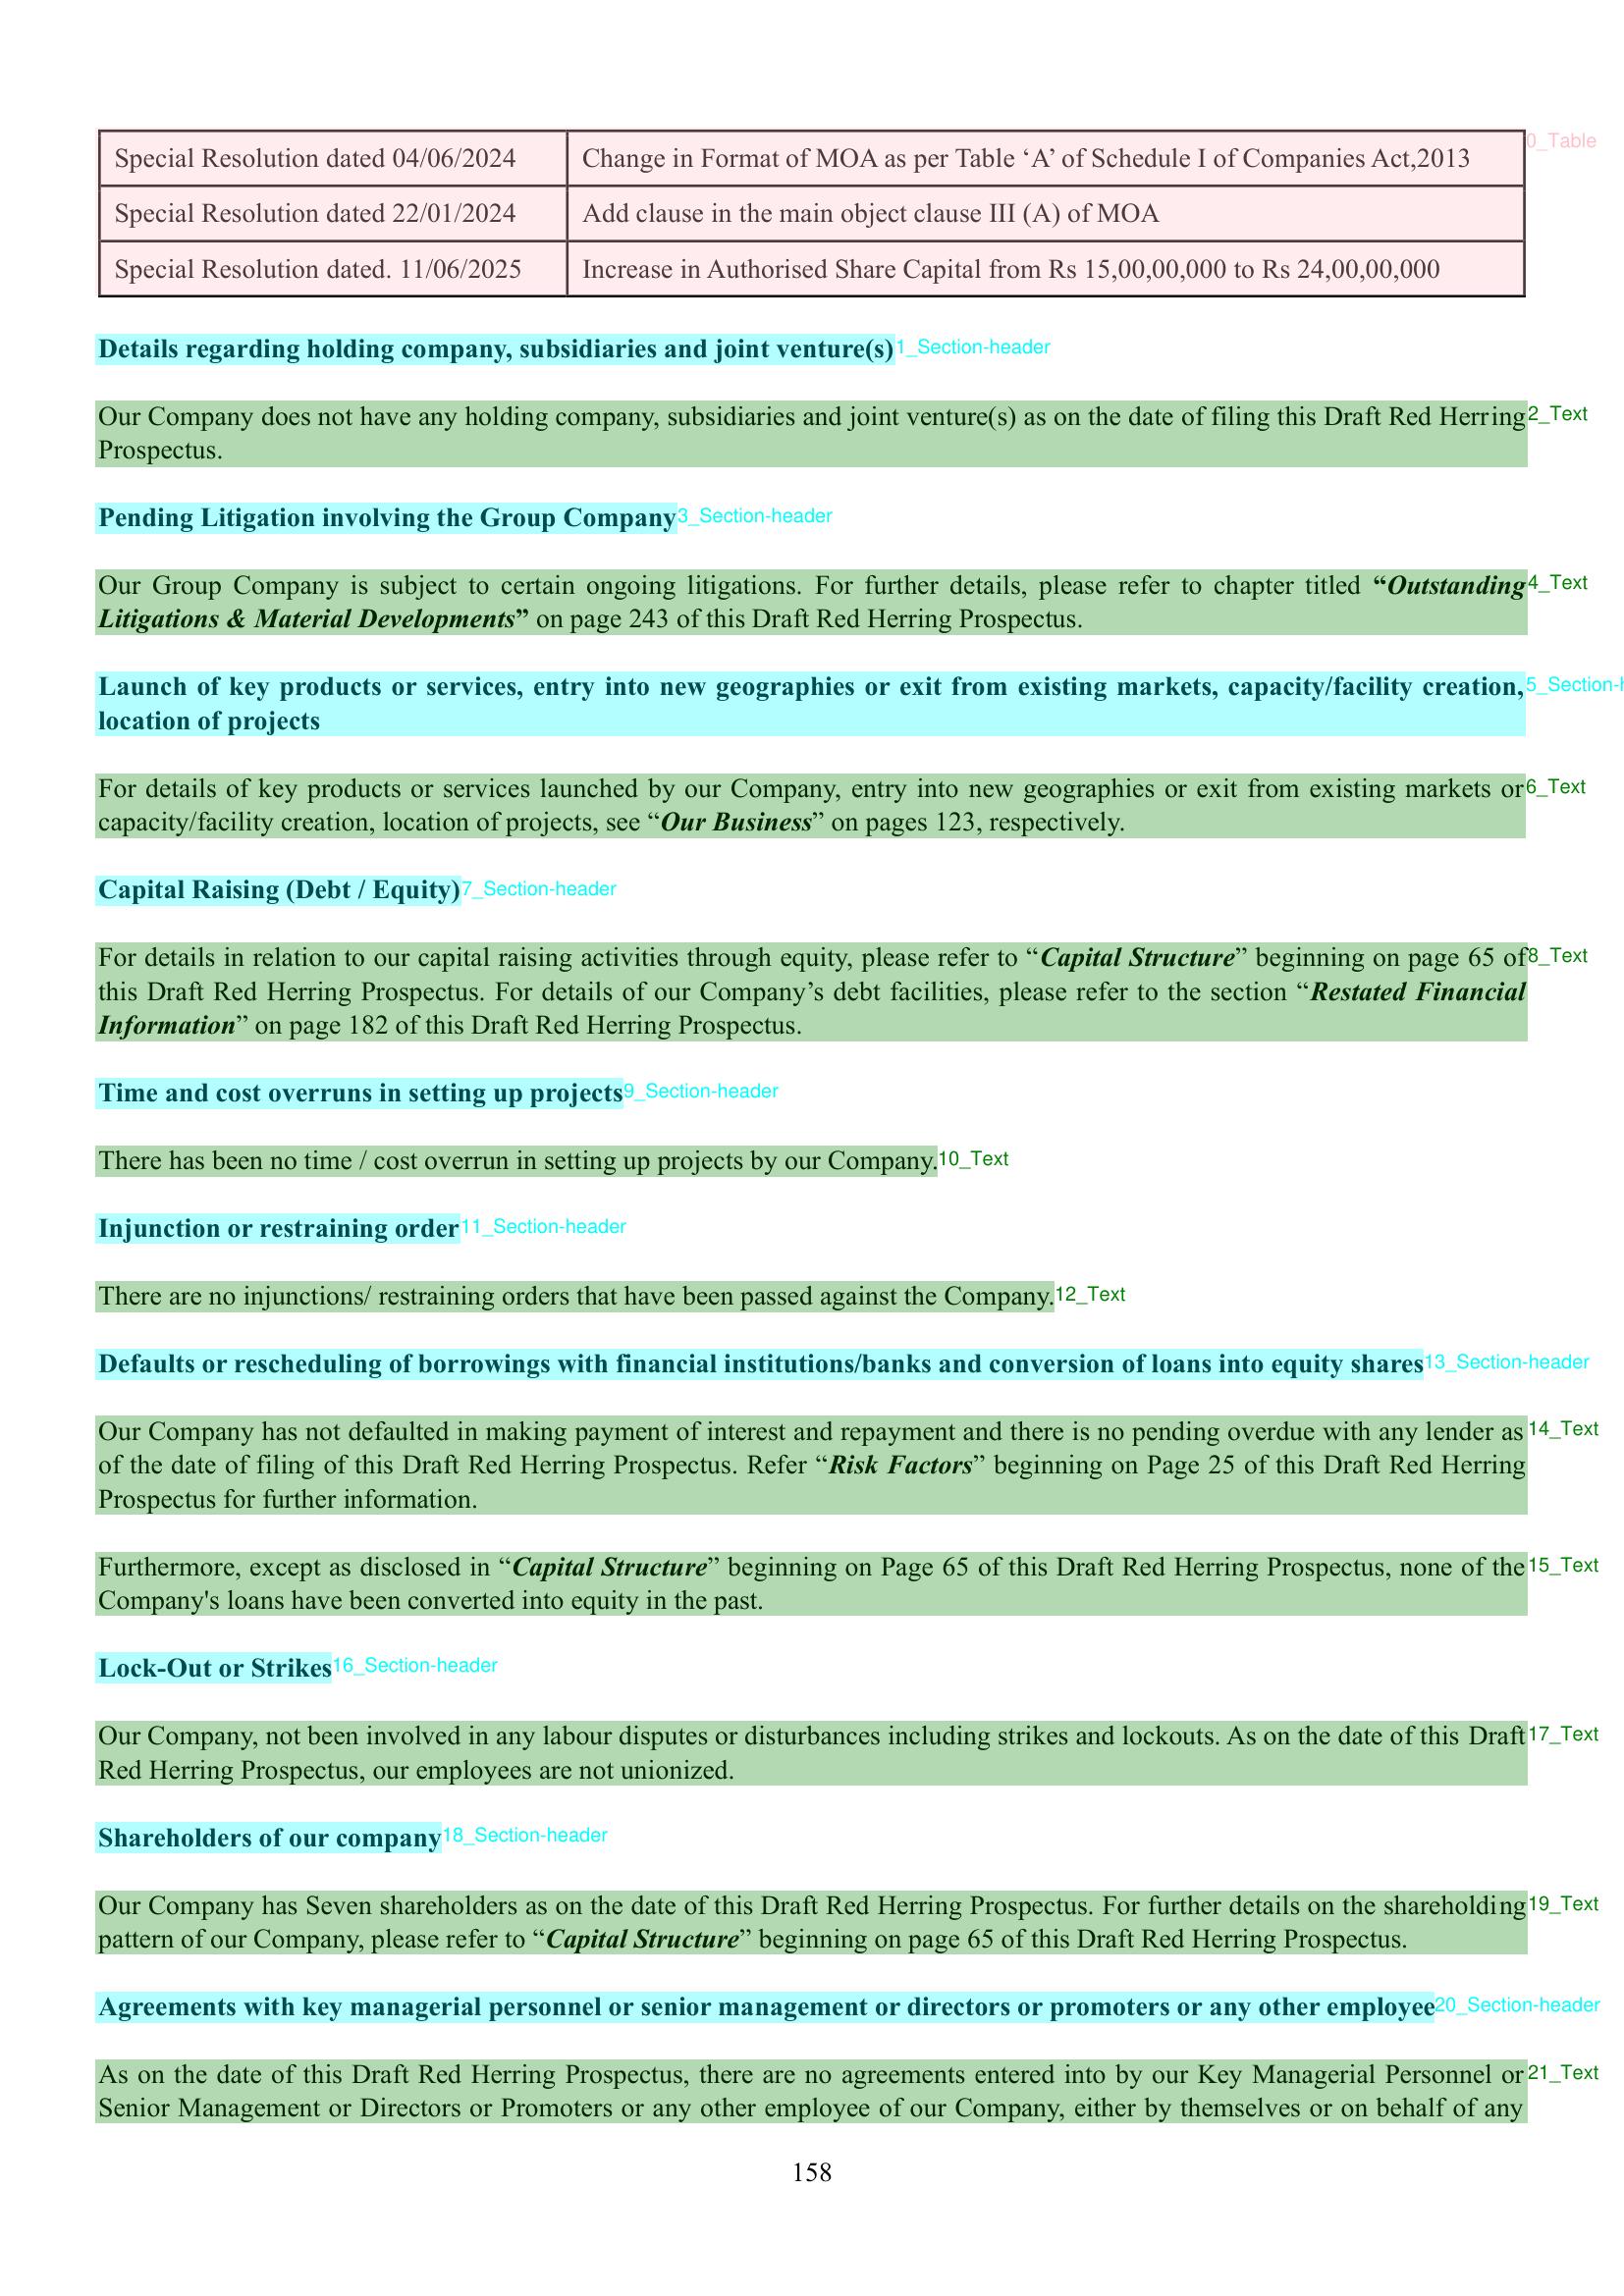 Special Resolution dated 04/06/2024 Change in Format of MOA as per Table ‘A’ of Schedule I of Companies Act,2013 0_Table
Special Resolution dated 22/01/2024 Add clause in the main object clause III (A) of MOA
Special Resolution dated. 11/06/2025 Increase in Authorised Share Capital from Rs 15,00,00,000 to Rs 24,00,00,000
Details regarding holding company, subsidiaries and joint venture(s) 1_Section-header
Our Company does not have any holding company, subsidiaries and joint venture(s) as on the date of filing this Draft Red Herring 2_Text
Prospectus.
Pending Litigation involving the Group Company 3_Section-header
Our Group Company is subject to certain ongoing litigations. For further details, please refer to chapter titled “Outstanding 4_Text
Litigations & Material Developments” on page 243 of this Draft Red Herring Prospectus.
Launch of key products or services, entry into new geographies or exit from existing markets, capacity/facility creation, 5_Section-
location of projects
For details of key products or services launched by our Company, entry into new geographies or exit from existing markets or 6_Text
capacity/facility creation, location of projects, see “Our Business” on pages 123, respectively.
Capital Raising (Debt / Equity) 7_Section-header
For details in relation to our capital raising activities through equity, please refer to “Capital Structure” beginning on page 65 of 8_Text
this Draft Red Herring Prospectus. For details of our Company’s debt facilities, please refer to the section “Restated Financial
Information” on page 182 of this Draft Red Herring Prospectus.
Time and cost overruns in setting up projects 9_Section-header
There has been no time / cost overrun in setting up projects by our Company. 10_Text
Injunction or restraining order 11_Section-header
There are no injunctions/ restraining orders that have been passed against the Company. 12_Text
Defaults or rescheduling of borrowings with financial institutions/banks and conversion of loans into equity shares 13_Section-header
Our Company has not defaulted in making payment of interest and repayment and there is no pending overdue with any lender as 14_Text
of the date of filing of this Draft Red Herring Prospectus. Refer “Risk Factors” beginning on Page 25 of this Draft Red Herring
Prospectus for further information.
Furthermore, except as disclosed in “Capital Structure” beginning on Page 65 of this Draft Red Herring Prospectus, none of the 15_Text
Company's loans have been converted into equity in the past.
Lock-Out or Strikes 16_Section-header
Our Company, not been involved in any labour disputes or disturbances including strikes and lockouts. As on the date of this Draft 17_Text
Red Herring Prospectus, our employees are not unionized.
Shareholders of our company 18_Section-header
Our Company has Seven shareholders as on the date of this Draft Red Herring Prospectus. For further details on the shareholding 19_Text
pattern of our Company, please refer to “Capital Structure” beginning on page 65 of this Draft Red Herring Prospectus.
Agreements with key managerial personnel or senior management or directors or promoters or any other employee 20_Section-header
As on the date of this Draft Red Herring Prospectus, there are no agreements entered into by our Key Managerial Personnel or 21_Text
Senior Management or Directors or Promoters or any other employee of our Company, either by themselves or on behalf of any
158